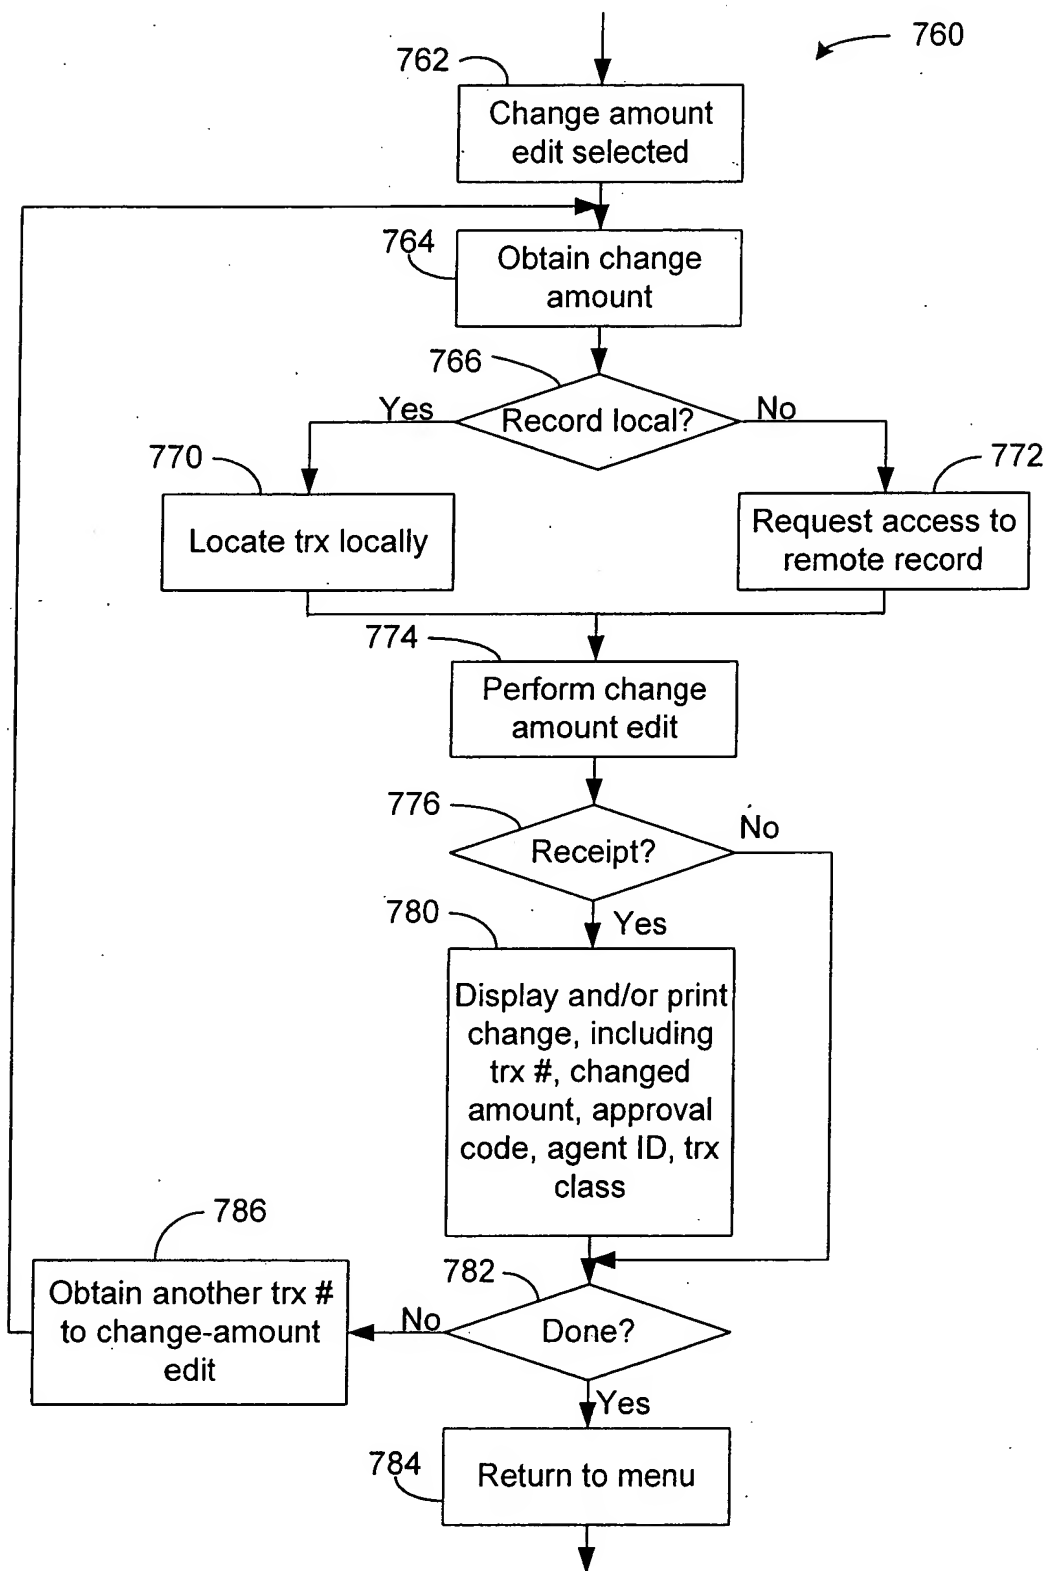 760
762
Change amount
edit selected
764
Obtain change
amount
766
Yes
Record local?
No
770
772
Locate trx locally
Request access to
remote record
774
Perform change
amount edit
776
No
Receipt?
780
Yes
Display and/or print
change, including
trx #, changed
amount, approval
code, agent ID, trx
class
786
782
Obtain another trx #
to change-amount
edit
No
Done?
Yes
784
Return to menu